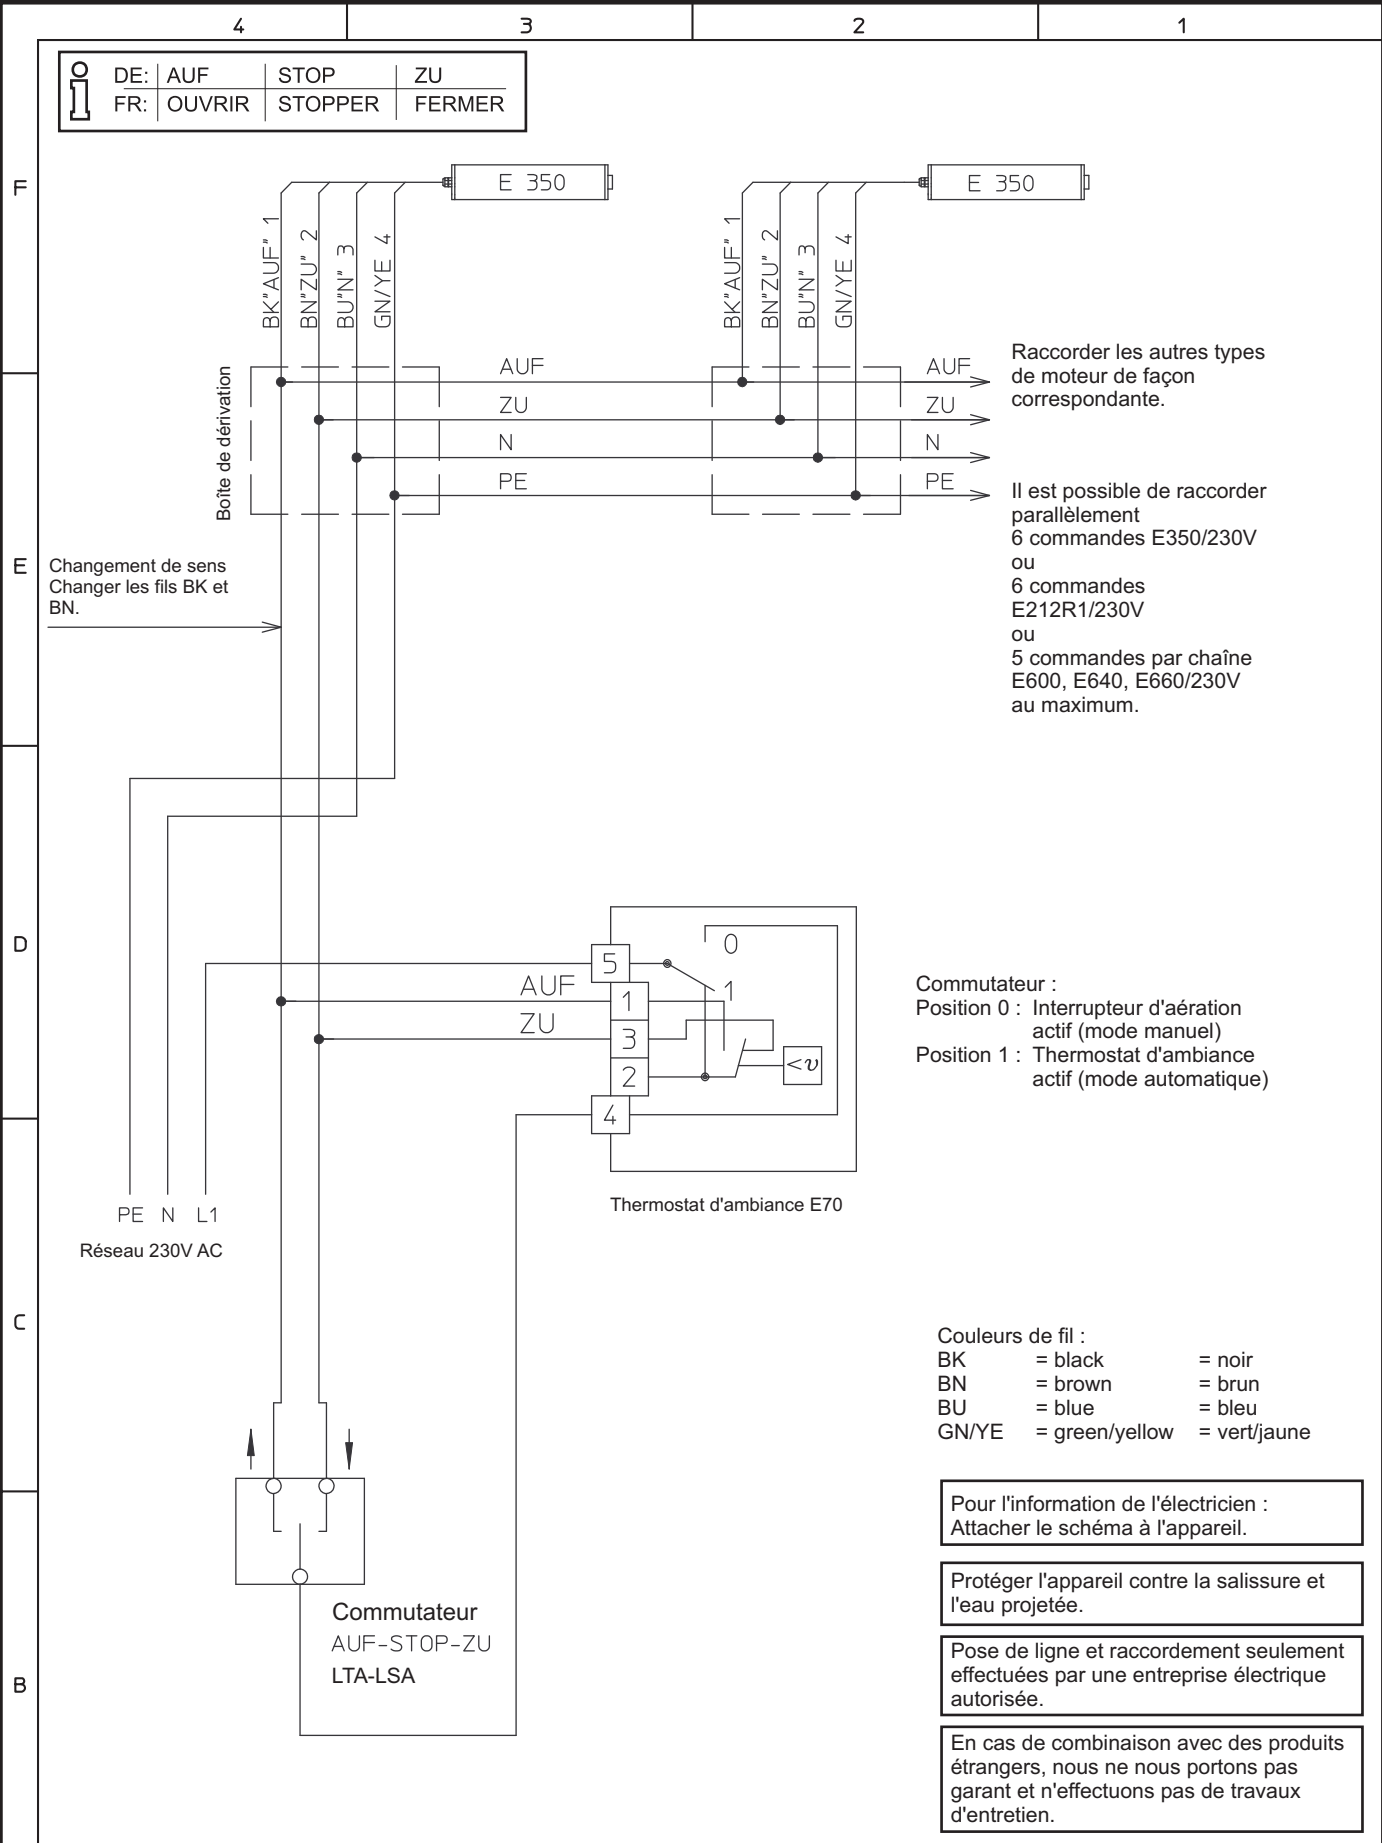 4 3 2 1
DE: AUF STOP ZU
FR: OUVRIR STOPPER FERMER
F
E 350
E 350
BK"AUF" 1
BN"ZU" 2
BU"N" 3
GN/YE 4
BK"AUF" 1
BN"ZU" 2
BU"N" 3
GN/YE 4
Boîte de dérivation
AUF
ZU
N
PE
AUF
ZU
N
PE
Raccorder les autres types
de moteur de façon
correspondante.
Il est possible de raccorder
parallèlement
6 commandes E350/230V
ou
6 commandes
E212R1/230V
ou
5 commandes par chaîne
E600, E640, E660/230V
au maximum.
E
Changement de sens
Changer les fils BK et
BN.
D
AUF
ZU
5
1
3
2
4
0
1
<υ
Thermostat d'ambiance E70
Commutateur :
Position 0 : Interrupteur d'aération
actif (mode manuel)
Position 1 : Thermostat d'ambiance
actif (mode automatique)
PE N L1
Réseau 230V AC
C
Couleurs de fil :
BK = black = noir
BN = brown = brun
BU = blue = bleu
GN/YE = green/yellow = vert/jaune
Commutateur
AUF-STOP-ZU
LTA-LSA
B
Pour l'information de l'électricien :
Attacher le schéma à l'appareil.
Protéger l'appareil contre la salissure et
l'eau projetée.
Pose de ligne et raccordement seulement
effectuées par une entreprise électrique
autorisée.
En cas de combinaison avec des produits
étrangers, nous ne nous portons pas
garant et n'effectuons pas de travaux
d'entretien.